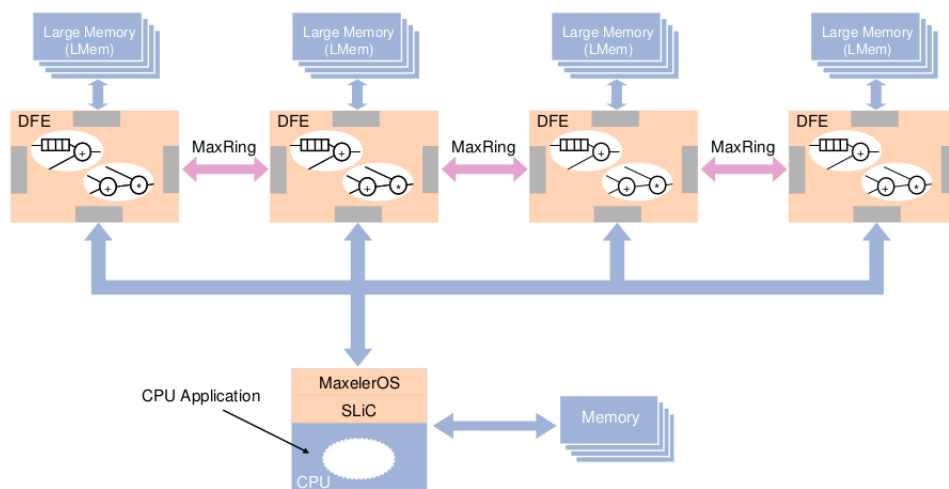 Large Memory
(LMem)
Large Memory
(LMem)
Large Memory
(LMem)
Large Memory
(LMem)
DFE
+
+
*
MaxRing
DFE
+
+
*
MaxRing
DFE
+
+
*
MaxRing
DFE
+
+
*
MaxelerOS
SLiC
CPU Application
CPU
Memory